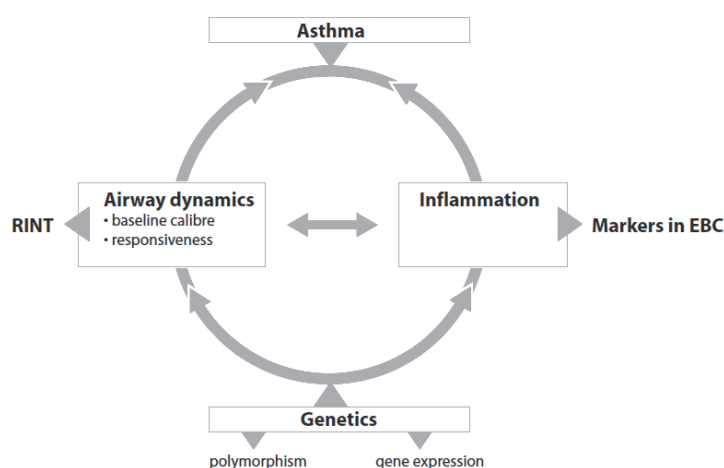 Asthma
Airway dynamics
• baseline calibre
• responsiveness
Inflammation
RINT
Markers in EBC
Genetics
polymorphism
gene expression